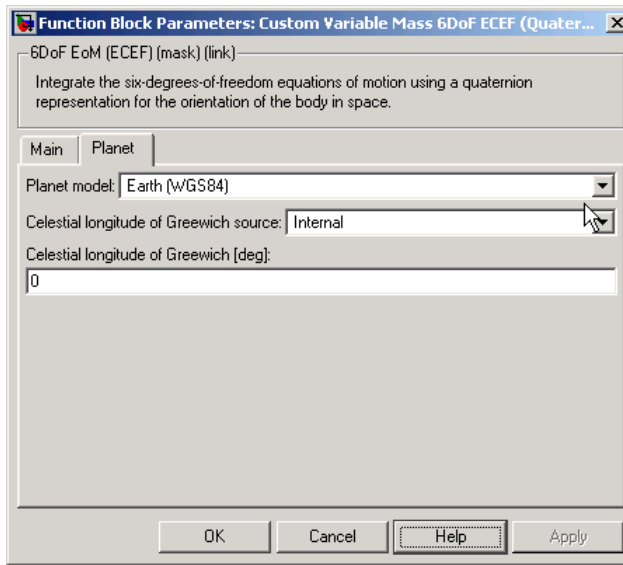 Function Block Parameters: Custom Variable Mass 6DoF ECEF (Quater...
6DoF EoM (ECEF) (mask) (link)
Integrate the six-degrees-of-freedom equations of motion using a quaternion
representation for the orientation of the body in space.
Main Planet
Planet model: Earth (WGS84)
Celestial longitude of Greewich source: Internal
Celestial longitude of Greewich [deg]:
0
OK Cancel Help Apply